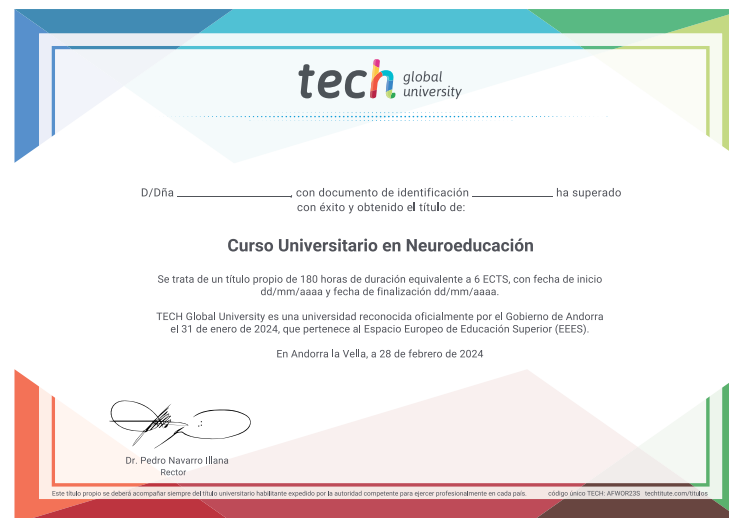 tech global university
D/Dña ____________________, con documento de identificación ______________ ha superado
con éxito y obtenido el título de:
Curso Universitario en Neuroeducación
Se trata de un título propio de 180 horas de duración equivalente a 6 ECTS, con fecha de inicio
dd/mm/aaaa y fecha de finalización dd/mm/aaaa.
TECH Global University es una universidad reconocida oficialmente por el Gobierno de Andorra
el 31 de enero de 2024, que pertenece al Espacio Europeo de Educación Superior (EEES).
En Andorra la Vella, a 28 de febrero de 2024
Dr. Pedro Navarro Illana
Rector
Este título propio se deberá acompañar siempre del título universitario habilitante expedido por la autoridad competente para ejercer profesionalmente en cada país. código único TECH: AFWOR23S techtitute.com/titulos